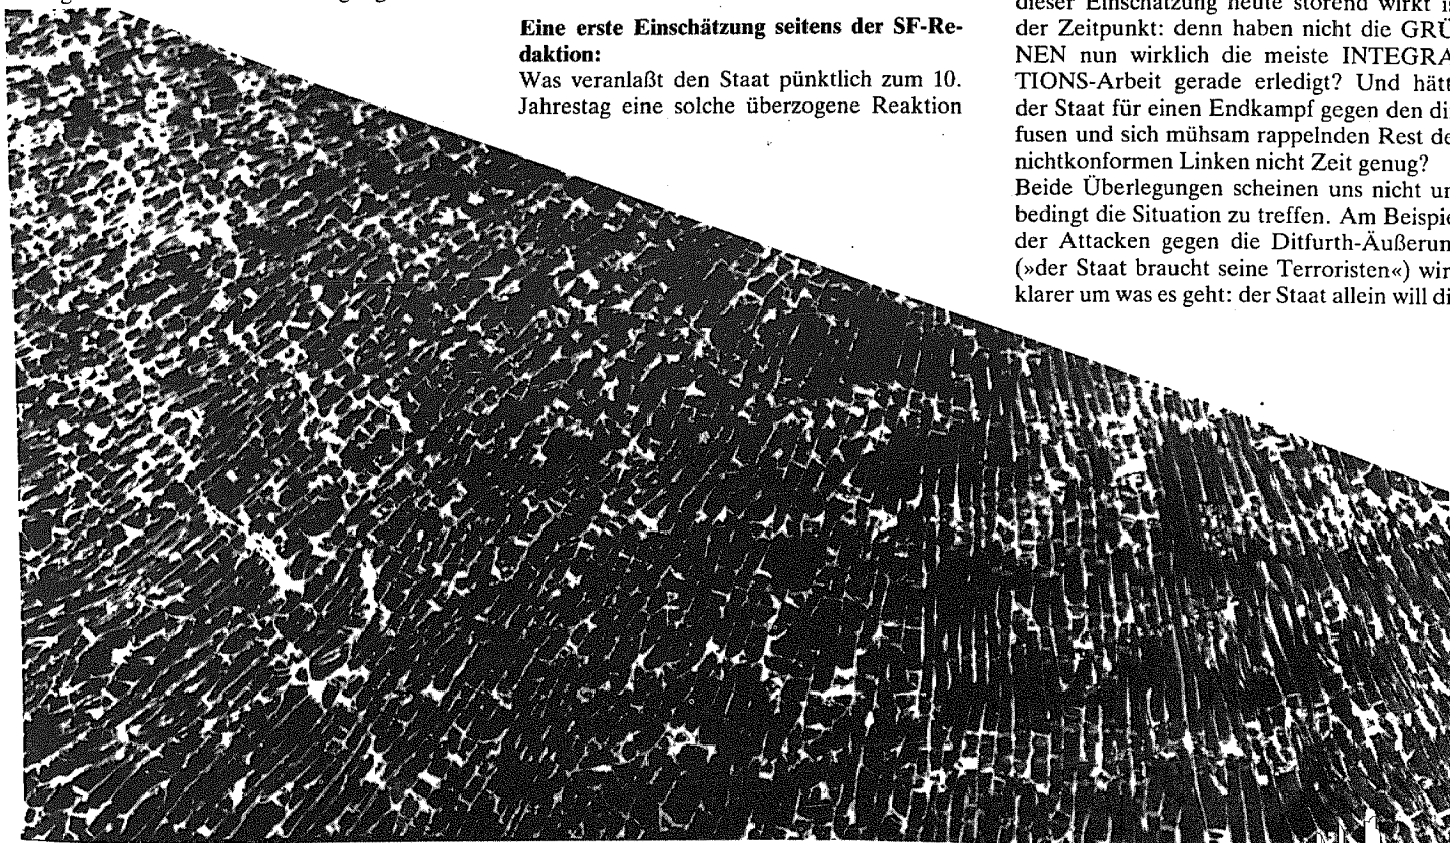 Eine erste Einschätzung seitens der SF-Re-
daktion:
Was veranlaßt den Staat pünktlich zum 10.
Jahrestag eine solche überzogene Reaktion
dieser Einschätzung heute störend wirkt is
der Zeitpunkt: denn haben nicht die GRÜ
NEN nun wirklich die meiste INTEGRA
TIONS-Arbeit gerade erledigt? Und hätt
der Staat für einen Endkampf gegen den di
fusen und sich mühsam rappelnden Rest de
nichtkonformen Linken nicht Zeit genug?
Beide Überlegungen scheinen uns nicht un
bedingt die Situation zu treffen. Am Beispie
der Attacken gegen die Ditfurth-Äußerun
(»der Staat braucht seine Terroristen«) wir
klarer um was es geht: der Staat allein will di